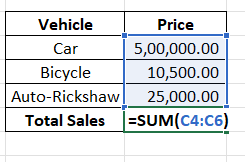 Vehicle Price
Car 5,00,000.00
Bicycle 10,500.00
Auto-Rickshaw 25,000.00
Total Sales =SUM(C4:C6)